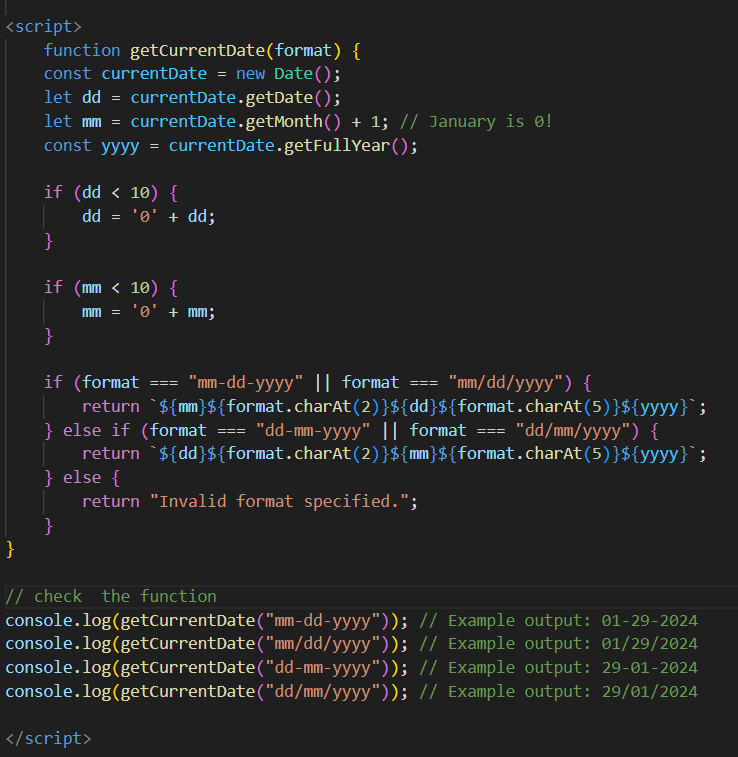 <script>
    function getCurrentDate(format) {
    const currentDate = new Date();
    let dd = currentDate.getDate();
    let mm = currentDate.getMonth() + 1; // January is 0!
    const yyyy = currentDate.getFullYear();

    if (dd < 10) {
        dd = '0' + dd;
    }

    if (mm < 10) {
        mm = '0' + mm;
    }

    if (format === "mm-dd-yyyy" || format === "mm/dd/yyyy") {
        return `${mm}${format.charAt(2)}${dd}${format.charAt(5)}${yyyy}`;
    } else if (format === "dd-mm-yyyy" || format === "dd/mm/yyyy") {
        return `${dd}${format.charAt(2)}${mm}${format.charAt(5)}${yyyy}`;
    } else {
        return "Invalid format specified.";
    }
}

// check  the function
console.log(getCurrentDate("mm-dd-yyyy")); // Example output: 01-29-2024
console.log(getCurrentDate("mm/dd/yyyy")); // Example output: 01/29/2024
console.log(getCurrentDate("dd-mm-yyyy")); // Example output: 29-01-2024
console.log(getCurrentDate("dd/mm/yyyy")); // Example output: 29/01/2024

</script>